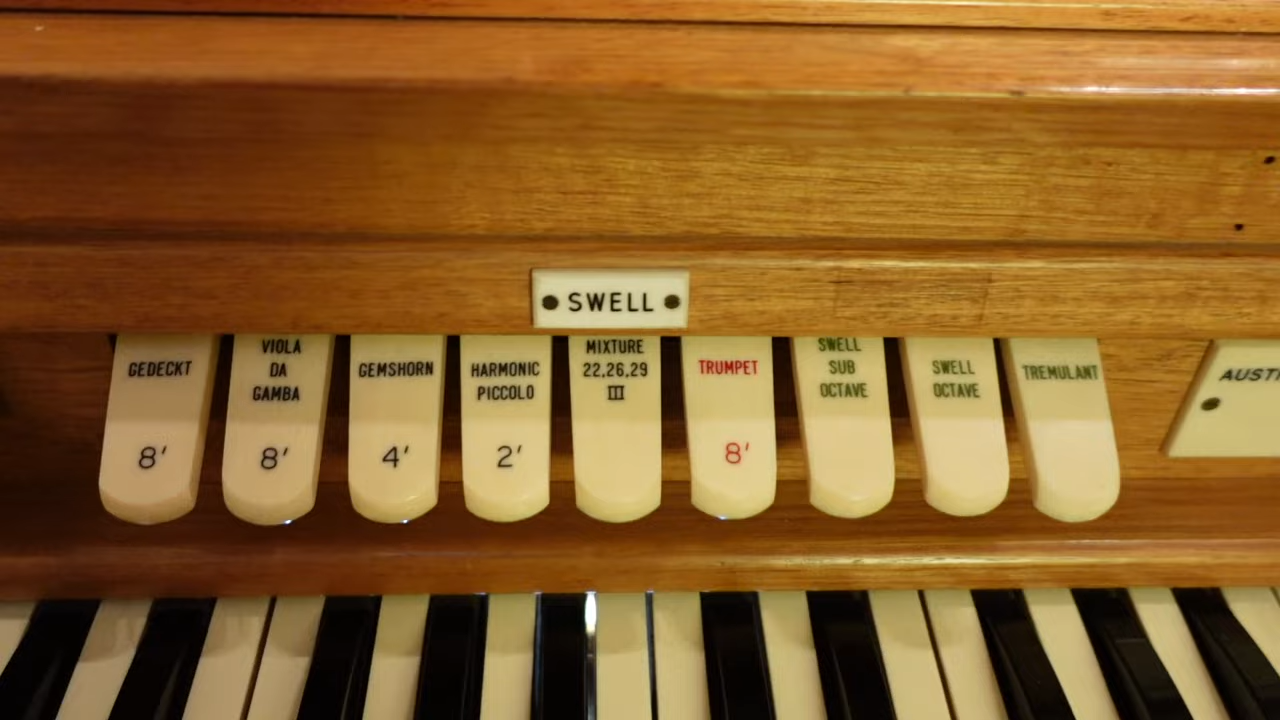 SWELL
GEDECKT
8'
VIOLA
DA
GAMBA
8'
GEMSHORN
4'
HARMONIC
PICCOLO
2'
MIXTURE
22,26,29
III
TRUMPET
8'
SWELL
SUB
OCTAVE
SWELL
OCTAVE
TREMULANT